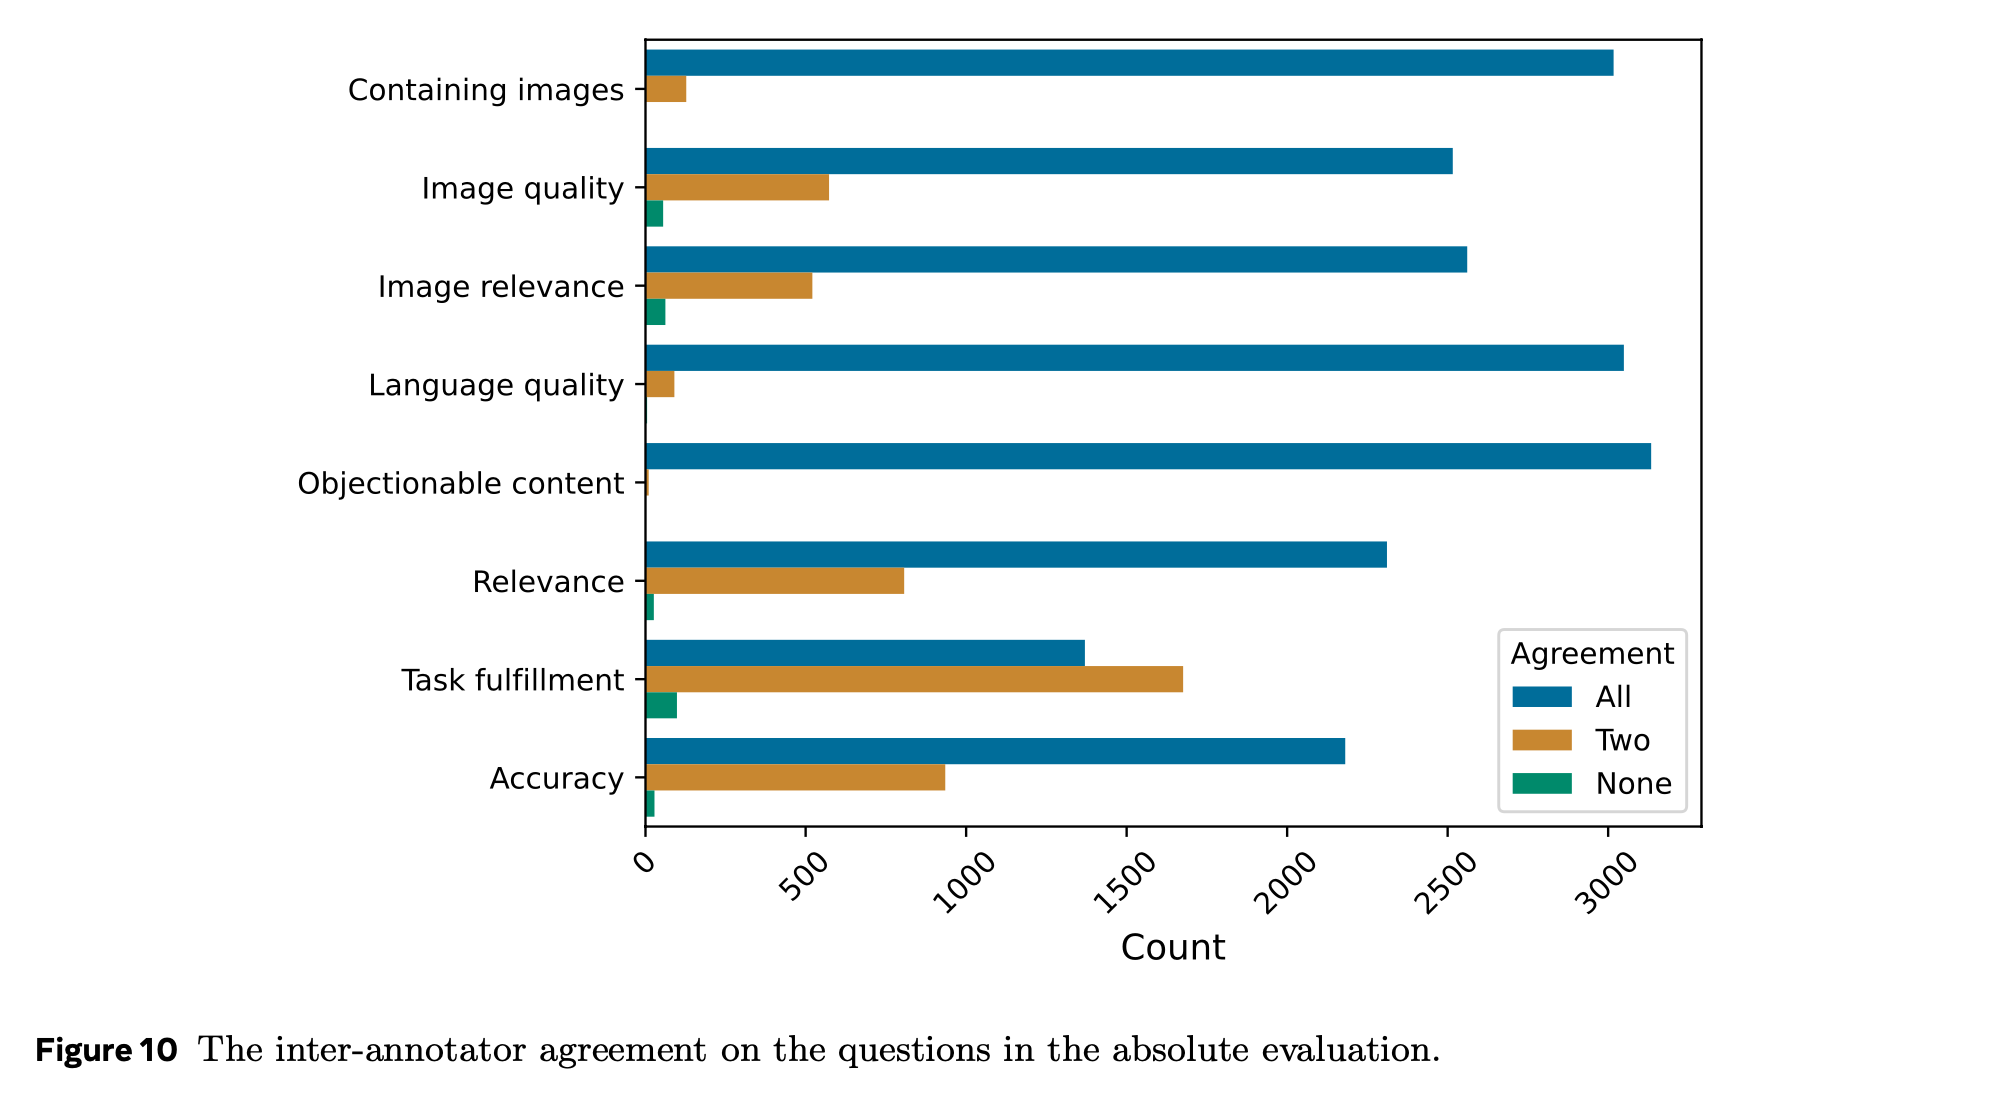 Containing images
Image quality
Image relevance
Language quality
Objectionable content
Relevance
Task fulfillment
Accuracy
Agreement
All
Two
None
0 500 1000 1500 2000 2500 3000
Count
Figure 10 The inter-annotator agreement on the questions in the absolute evaluation.